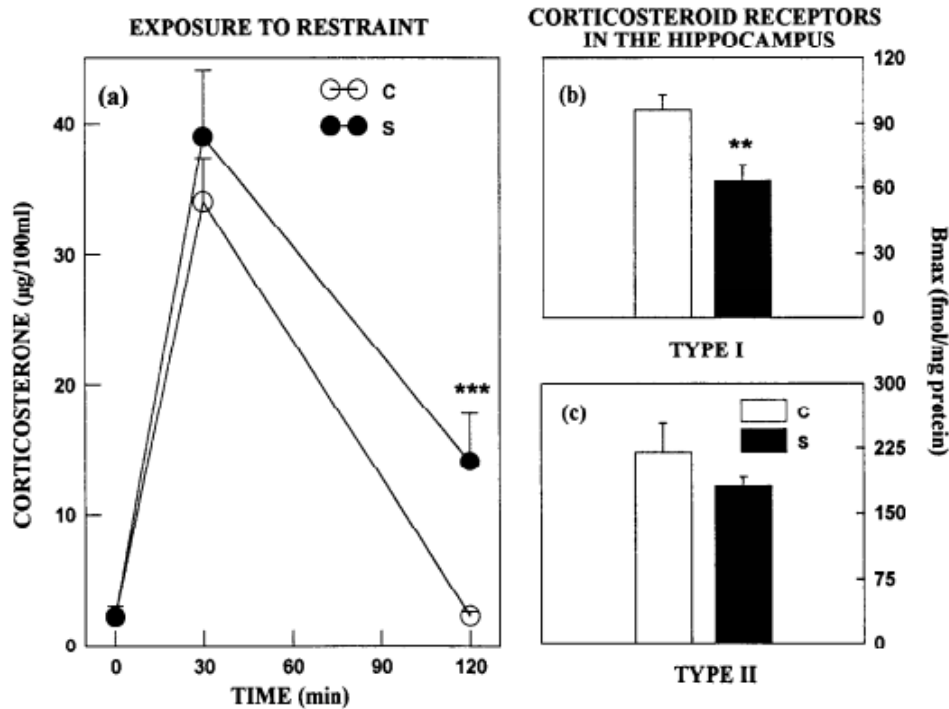 EXPOSURE TO RESTRAINT
(a)
C
S
40
30
20
10
0
***
CORTICOSTERONE (µg/100ml)
0 30 60 90 120
TIME (min)
CORTICOSTEROID RECEPTORS
IN THE HIPPOCAMPUS
(b)
**
120
90
60
30
0
TYPE I
Bmax (fmol/mg protein)
(c)
C
S
300
225
150
75
0
TYPE II